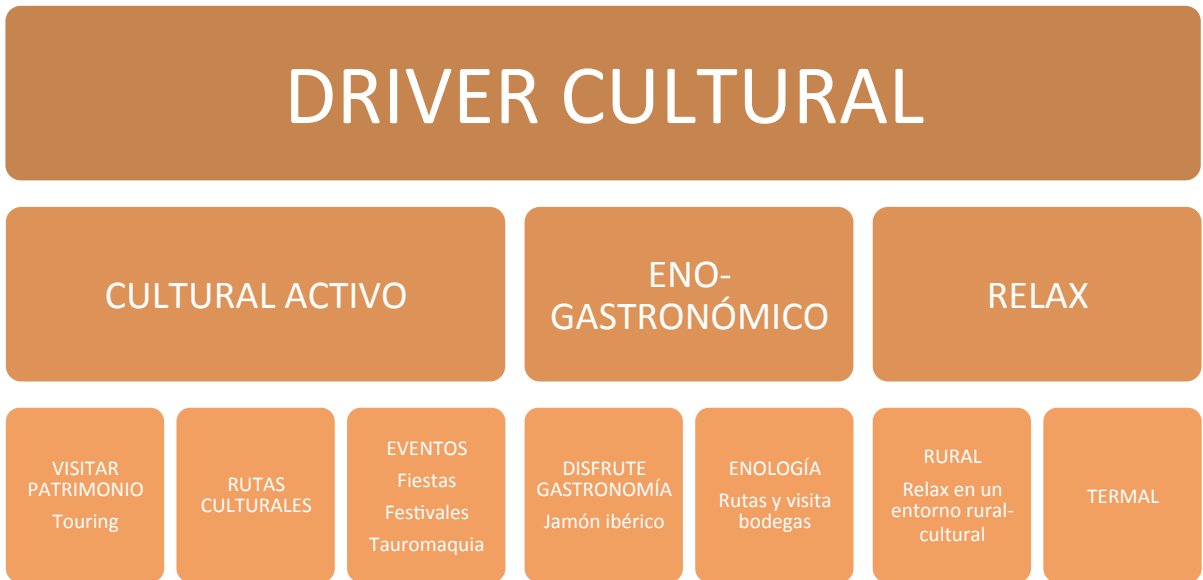 DRIVER CULTURAL
CULTURAL ACTIVO
ENO-
GASTRONÓMICO
RELAX
VISITAR
PATRIMONIO
Touring
RUTAS
CULTURALES
EVENTOS
Fiestas
Festivales
Tauromaquia
DISFRUTE
GASTRONOMÍA
Jamón ibérico
ENOLOGÍA
Rutas y visita
bodegas
RURAL
Relax en un
entorno rural-
cultural
TERMAL